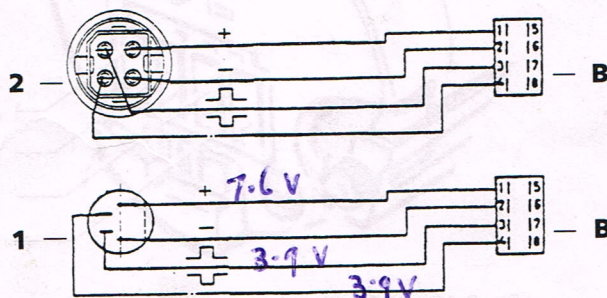 +
1 5
2 6
2 — − 3 7 — B
4 8
+ 7.6 V
1 5
2 6
1 — − 3 7 — B
3.9 V
4 8
3.9 V